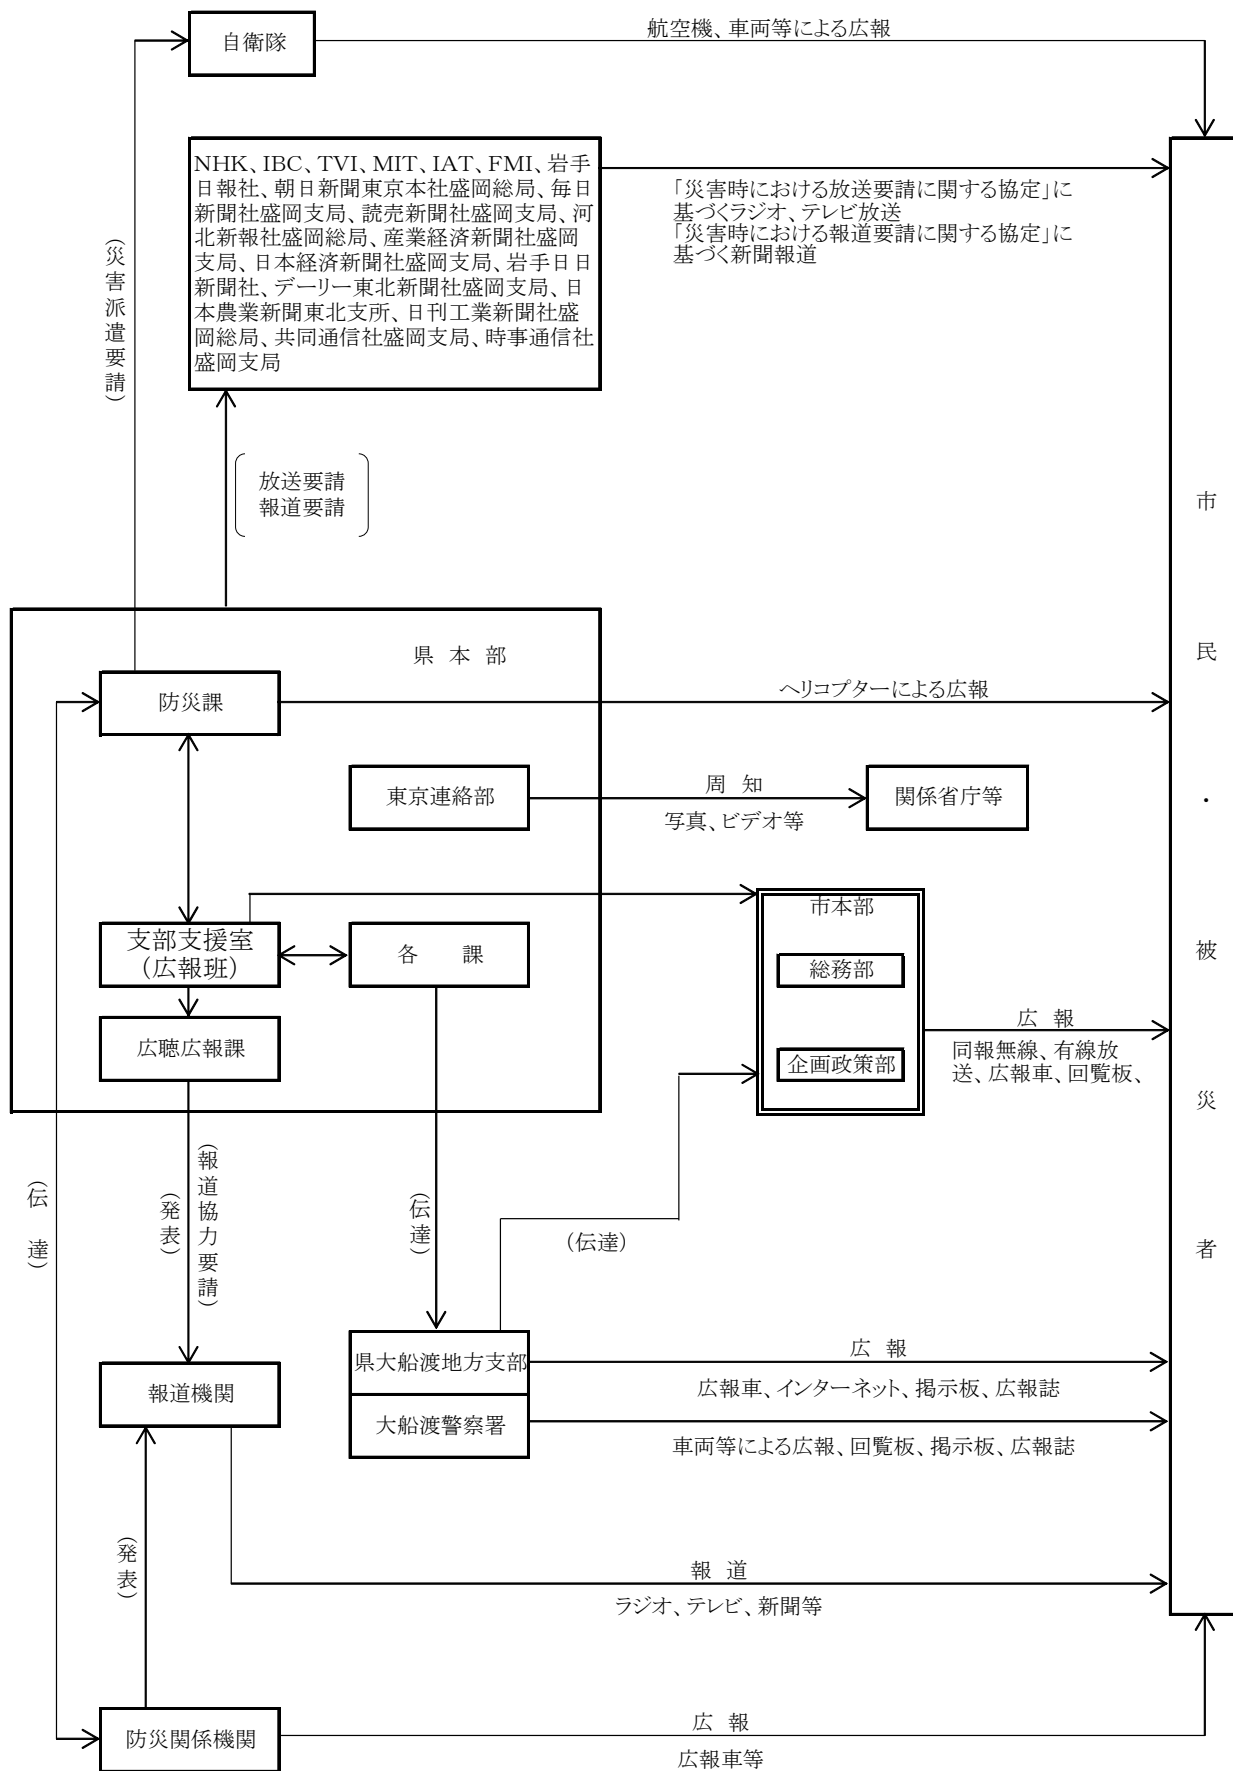 自衛隊
航空機、車両等による広報
NHK、IBC、TVI、MIT、IAT、FMI、岩手
日報社、朝日新聞東京本社盛岡総局、毎日
新聞社盛岡支局、読売新聞社盛岡支局、河
北新報社盛岡総局、産業経済新聞社盛岡
支局、日本経済新聞社盛岡支局、岩手日日
新聞社、デーリー東北新聞社盛岡支局、日
本農業新聞東北支所、日刊工業新聞社盛
岡総局、共同通信社盛岡支局、時事通信社
盛岡支局
「災害時における放送要請に関する協定」に
基づくラジオ、テレビ放送
「災害時における報道要請に関する協定」に
基づく新聞報道
(災害派遣要請)
放送要請
報道要請
市民・被災者
県 本 部
防災課
ヘリコプターによる広報
東京連絡部
周 知
写真、ビデオ等
関係省庁等
支部支援室
(広報班)
各 課
市本部
総務部
企画政策部
広 報
同報無線、有線放
送、広報車、回覧板、
広聴広報課
(伝 達)
(発表)
(報道協力要請)
(伝達)
(伝達)
県大船渡地方支部
広 報
広報車、インターネット、掲示板、広報誌
大船渡警察署
車両等による広報、回覧板、掲示板、広報誌
報道機関
(発表)
報 道
ラジオ、テレビ、新聞等
防災関係機関
広 報
広報車等